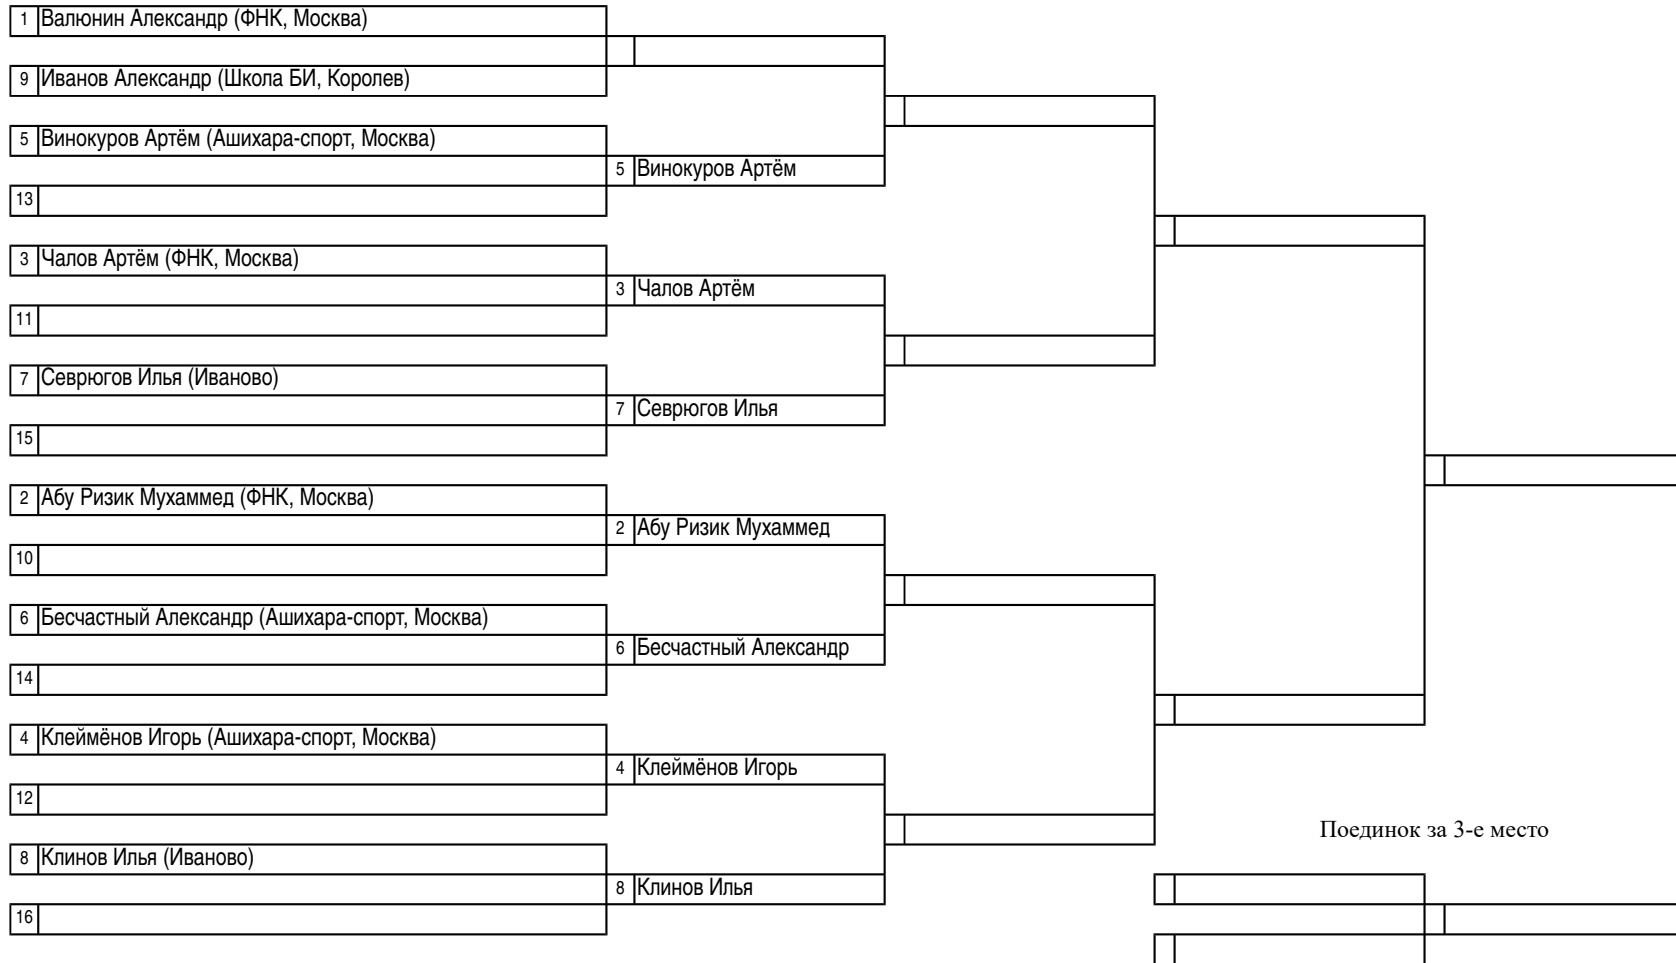 1 Валюнин Александр (ФНК, Москва)
9 Иванов Александр (Школа БИ, Королев)
5 Винокуров Артём (Ашихара-спорт, Москва)
5 Винокуров Артём
13
3 Чалов Артём (ФНК, Москва)
3 Чалов Артём
11
7 Севрюгов Илья (Иваново)
7 Севрюгов Илья
15
2 Абу Ризик Мухаммед (ФНК, Москва)
2 Абу Ризик Мухаммед
10
6 Бесчастный Александр (Ашихара-спорт, Москва)
6 Бесчастный Александр
14
4 Клеймёнов Игорь (Ашихара-спорт, Москва)
4 Клеймёнов Игорь
12
Поединок за 3-е место
8 Клинов Илья (Иваново)
8 Клинов Илья
16